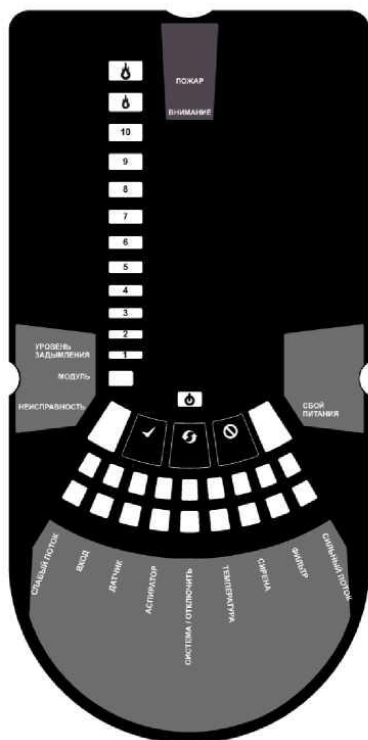 ПОЖАР
ВНИМАНИЕ
10
9
8
7
6
5
4
3
2
1
УРОВЕНЬ
ЗАДЫМЛЕНИЯ
МОДУЛЬ
НЕИСПРАВНОСТЬ
СБОЙ
ПИТАНИЯ
СЛАБЫЙ ПОТОК
ВХОД
ДАТЧИК
АСПИРАТОР
СИСТЕМА / ОТКЛЮЧИТЬ
ТЕМПЕРАТУРА
СИРЕНА
ФИЛЬТР
СИЛЬНЫЙ ПОТОК